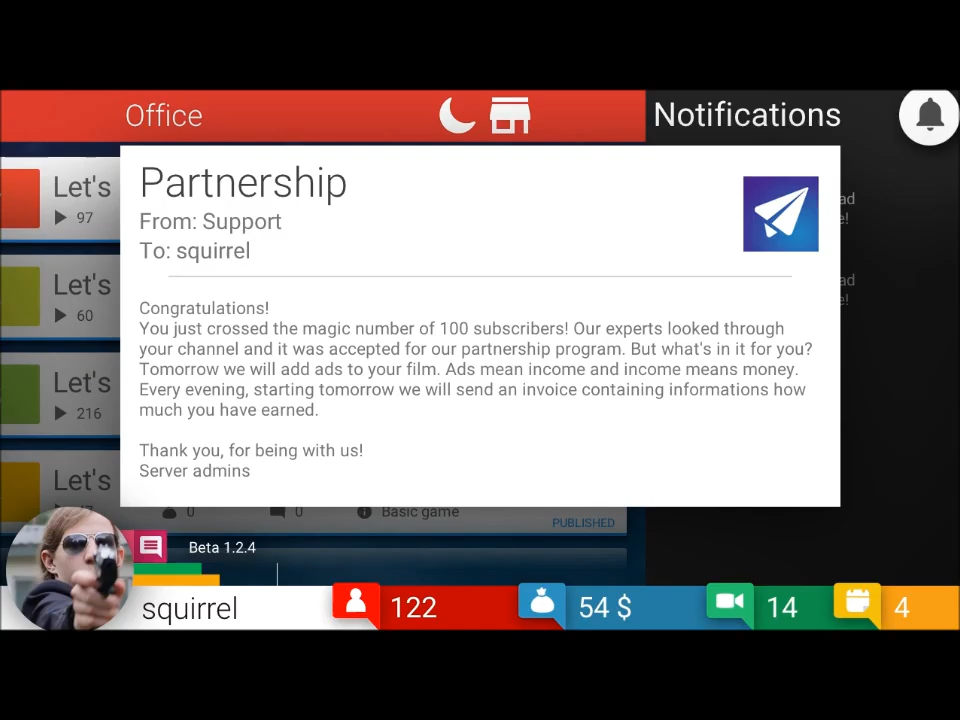 Office
Notifications
Partnership
From: Support
To: squirrel
Let's
97
Let's
60
Let's
216
Let's
ad
e!
ad
e!
Congratulations!
You just crossed the magic number of 100 subscribers! Our experts looked through
your channel and it was accepted for our partnership program. But what's in it for you?
Tomorrow we will add ads to your film. Ads mean income and income means money.
Every evening, starting tomorrow we will send an invoice containing informations how
much you have earned.
Thank you, for being with us!
Server admins
0
0
Basic game
PUBLISHED
Beta 1.2.4
squirrel
122
54 $
14
4